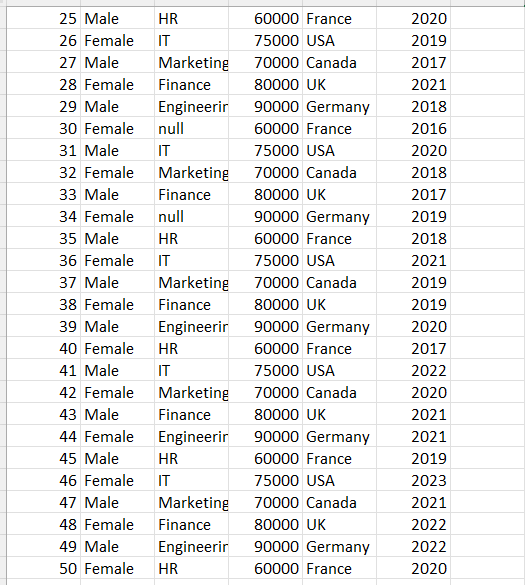 25 Male HR 60000 France 2020
26 Female IT 75000 USA 2019
27 Male Marketing 70000 Canada 2017
28 Female Finance 80000 UK 2021
29 Male Engineerir 90000 Germany 2018
30 Female null 60000 France 2016
31 Male IT 75000 USA 2020
32 Female Marketing 70000 Canada 2018
33 Male Finance 80000 UK 2017
34 Female null 90000 Germany 2019
35 Male HR 60000 France 2018
36 Female IT 75000 USA 2021
37 Male Marketing 70000 Canada 2019
38 Female Finance 80000 UK 2019
39 Male Engineerir 90000 Germany 2020
40 Female HR 60000 France 2017
41 Male IT 75000 USA 2022
42 Female Marketing 70000 Canada 2020
43 Male Finance 80000 UK 2021
44 Female Engineerir 90000 Germany 2021
45 Male HR 60000 France 2019
46 Female IT 75000 USA 2023
47 Male Marketing 70000 Canada 2021
48 Female Finance 80000 UK 2022
49 Male Engineerir 90000 Germany 2022
50 Female HR 60000 France 2020